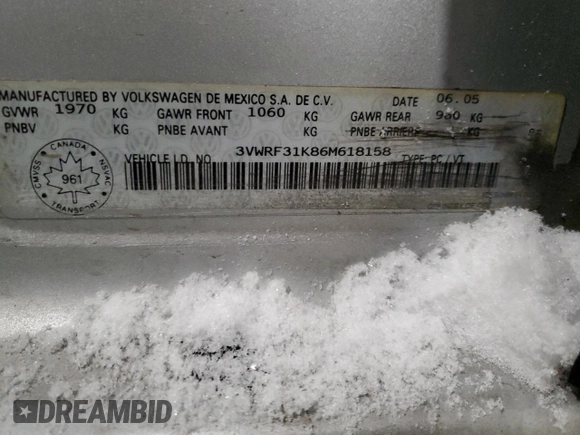 MANUFACTURED BY VOLKSWAGEN DE MEXICO S.A. DE C.V. DATE 06.05
GVWR 1970 KG GAWR FRONT 1060 KG GAWR REAR 980 KG
PNBV KG PNBE AVANT KG PNBE ARRIERE KG
VEHICLE I.D. NO. 3VWRF31K86M618158 TYPE: PC / VT
CANADA
CMVSS 961 NSVAC
TRANSPORT
DREAMBID